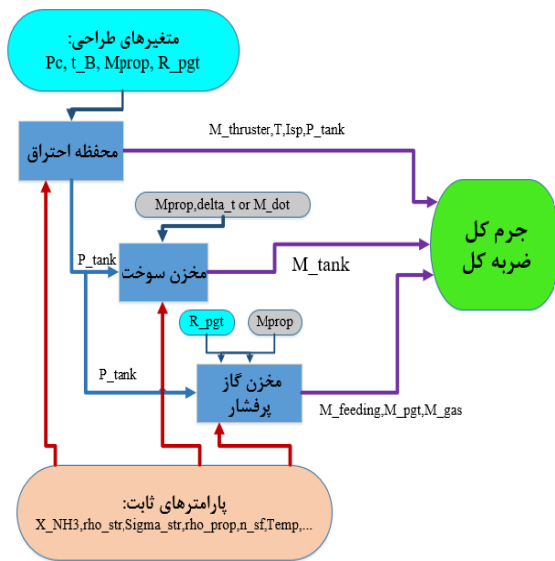 متغیرهای طراحی:
Pc, t_B, Mprop, R_pgt
محفظه احتراق
M_thruster,T,Isp,P_tank
Mprop,delta_t or M_dot
P_tank
مخزن سوخت
M_tank
جرم کل
ضربه کل
R_pgt
Mprop
P_tank
مخزن گاز
پرفشار
M_feeding,M_pgt,M_gas
پارامترهای ثابت:
X_NH3,rho_str,Sigma_str,rho_prop,n_sf,Temp,...